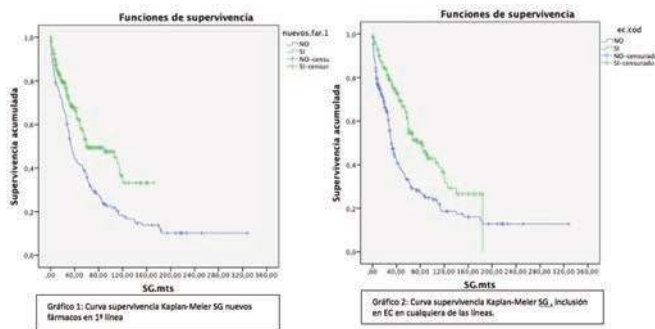 Funciones de supervivencia
nuevos.far.1
NO
SI
NO-censu
SI-censur
Supervivencia acumulada
1,0
0,8
0,6
0,4
0,2
0,0
,00 40,00 80,00 120,00 160,00 200,00 240,00 280,00 320,00 360,00
SG.mts
Gráfico 1: Curva supervivencia Kaplan-Meier SG nuevos
fármacos en 1ª línea
Funciones de supervivencia
ec.cod
NO
SI
NO-censurado
SI-censurado
Supervivencia acumulada
1,0
0,8
0,6
0,4
0,2
0,0
,00 40,00 80,00 120,00 160,00 200,00 240,00 280,00 320,00 360,00
SG.mts
Gráfico 2: Curva supervivencia Kaplan-Meier SG , inclusión
en EC en cualquiera de las líneas.